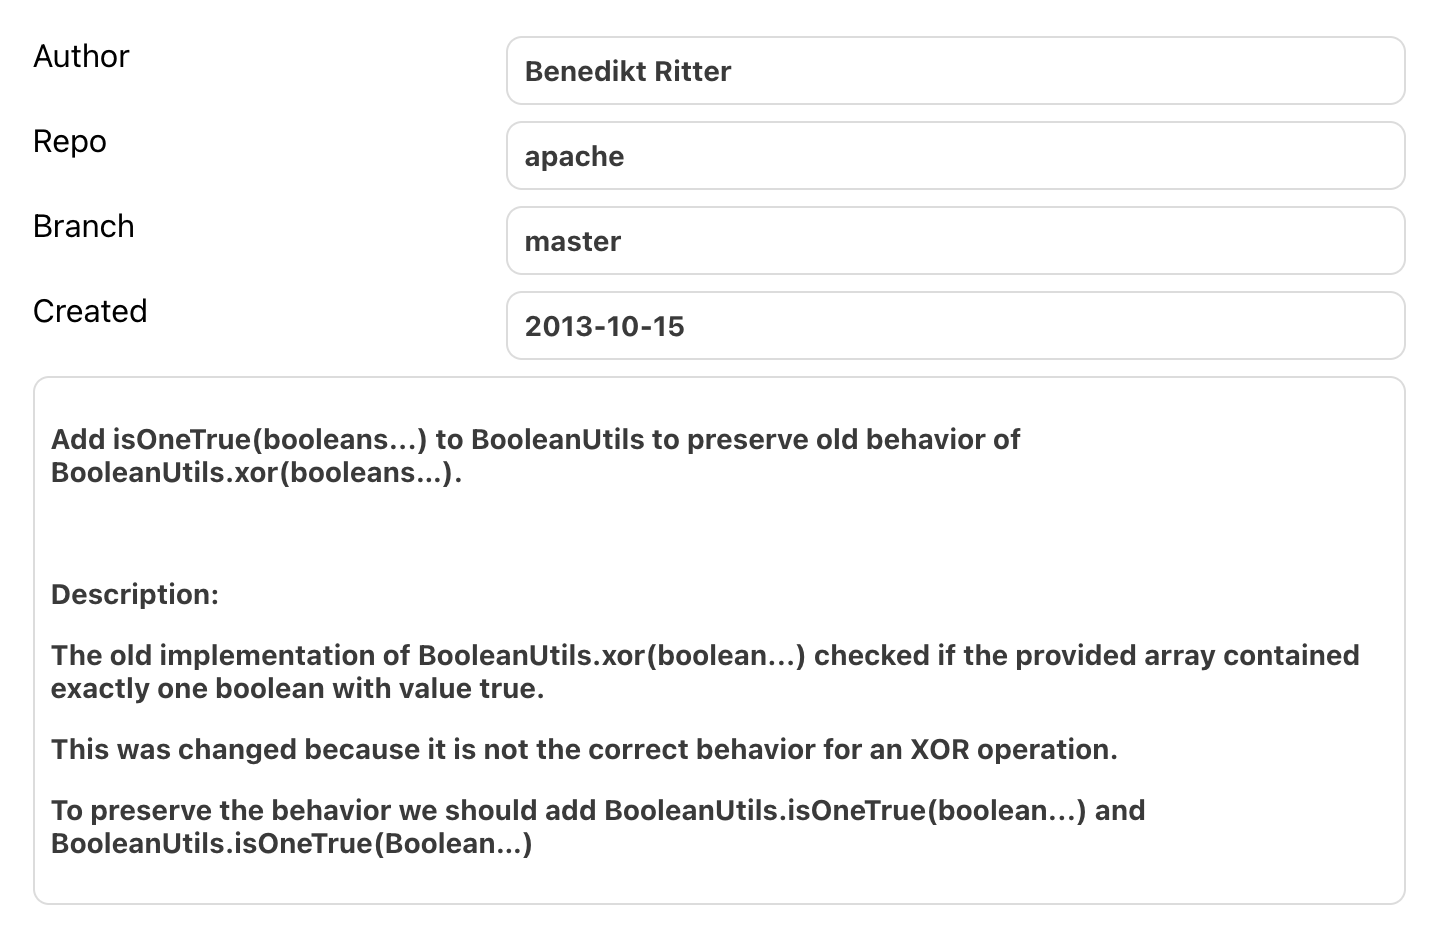 Author
Benedikt Ritter
Repo
apache
Branch
master
Created
2013-10-15
Add isOneTrue(booleans...) to BooleanUtils to preserve old behavior of
BooleanUtils.xor(booleans...).
Description:
The old implementation of BooleanUtils.xor(boolean...) checked if the provided array contained
exactly one boolean with value true.
This was changed because it is not the correct behavior for an XOR operation.
To preserve the behavior we should add BooleanUtils.isOneTrue(boolean...) and
BooleanUtils.isOneTrue(Boolean...)